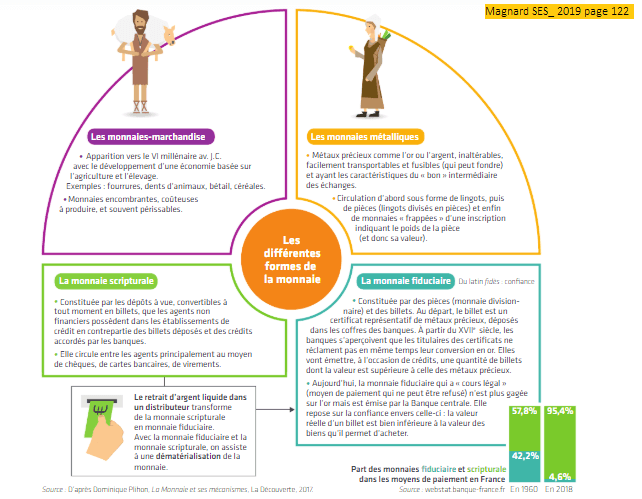 Magnard SES_ 2019 page 122
Les monnaies-marchandise
• Apparition vers le VI millénaire av. J.C.
avec le développement d'une économie basée sur
l'agriculture et l'élevage.
Exemples : fourrures, dents d'animaux, bétail, céréales.
• Monnaies encombrantes, coûteuses
à produire, et souvent périssables.
Les monnaies métalliques
• Métaux précieux comme l'or ou l'argent, inaltérables,
facilement transportables et fusibles (qui peut fondre)
et ayant les caractéristiques du « bon » intermédiaire
des échanges.
• Circulation d'abord sous forme de lingots, puis
de pièces (lingots divisés en pièces) et enfin
de monnaies « frappées » d'une inscription
indiquant le poids de la pièce
(et donc sa valeur).
Les
différentes
formes de
la monnaie
La monnaie scripturale
• Constituée par les dépôts à vue, convertibles à
tout moment en billets, que les agents non
financiers possèdent dans les établissements de
crédit en contrepartie des billets déposés et des crédits
accordés par les banques.
• Elle circule entre les agents principalement au moyen
de chèques, de cartes bancaires, de virements.
La monnaie fiduciaire
Du latin fides : confiance
• Constituée par des pièces (monnaie division-
naire) et des billets. Au départ, le billet est un
certificat représentatif de métaux précieux, déposés
dans les coffres des banques. À partir du XVIIe siècle, les
banques s'aperçoivent que les titulaires des certificats ne
réclament pas en même temps leur conversion en or. Elles
vont émettre, à l'occasion de crédits, une quantité de billets
dont la valeur est supérieure à celle des métaux précieux.
• Aujourd'hui, la monnaie fiduciaire qui a « cours légal »
(moyen de paiement qui ne peut être refusé) n'est plus gagée
sur l'or mais est émise par la Banque centrale. Elle
repose sur la confiance envers celle-ci : la valeur
réelle d'un billet est bien inférieure à la valeur des
biens qu'il permet d'acheter.
Le retrait d'argent liquide dans
un distributeur transforme
de la monnaie scripturale
en monnaie fiduciaire.
Avec la monnaie fiduciaire et la
monnaie scripturale, on assiste
à une dématérialisation de la
monnaie.
57,8%
95,4%
42,2%
4,6%
Part des monnaies fiduciaire et scripturale
dans les moyens de paiement en France
En 1960
En 2018
Source : D'après Dominique Plihon, La Monnaie et ses mécanismes, La Découverte, 2017.
Source : webstat.banque-france.fr